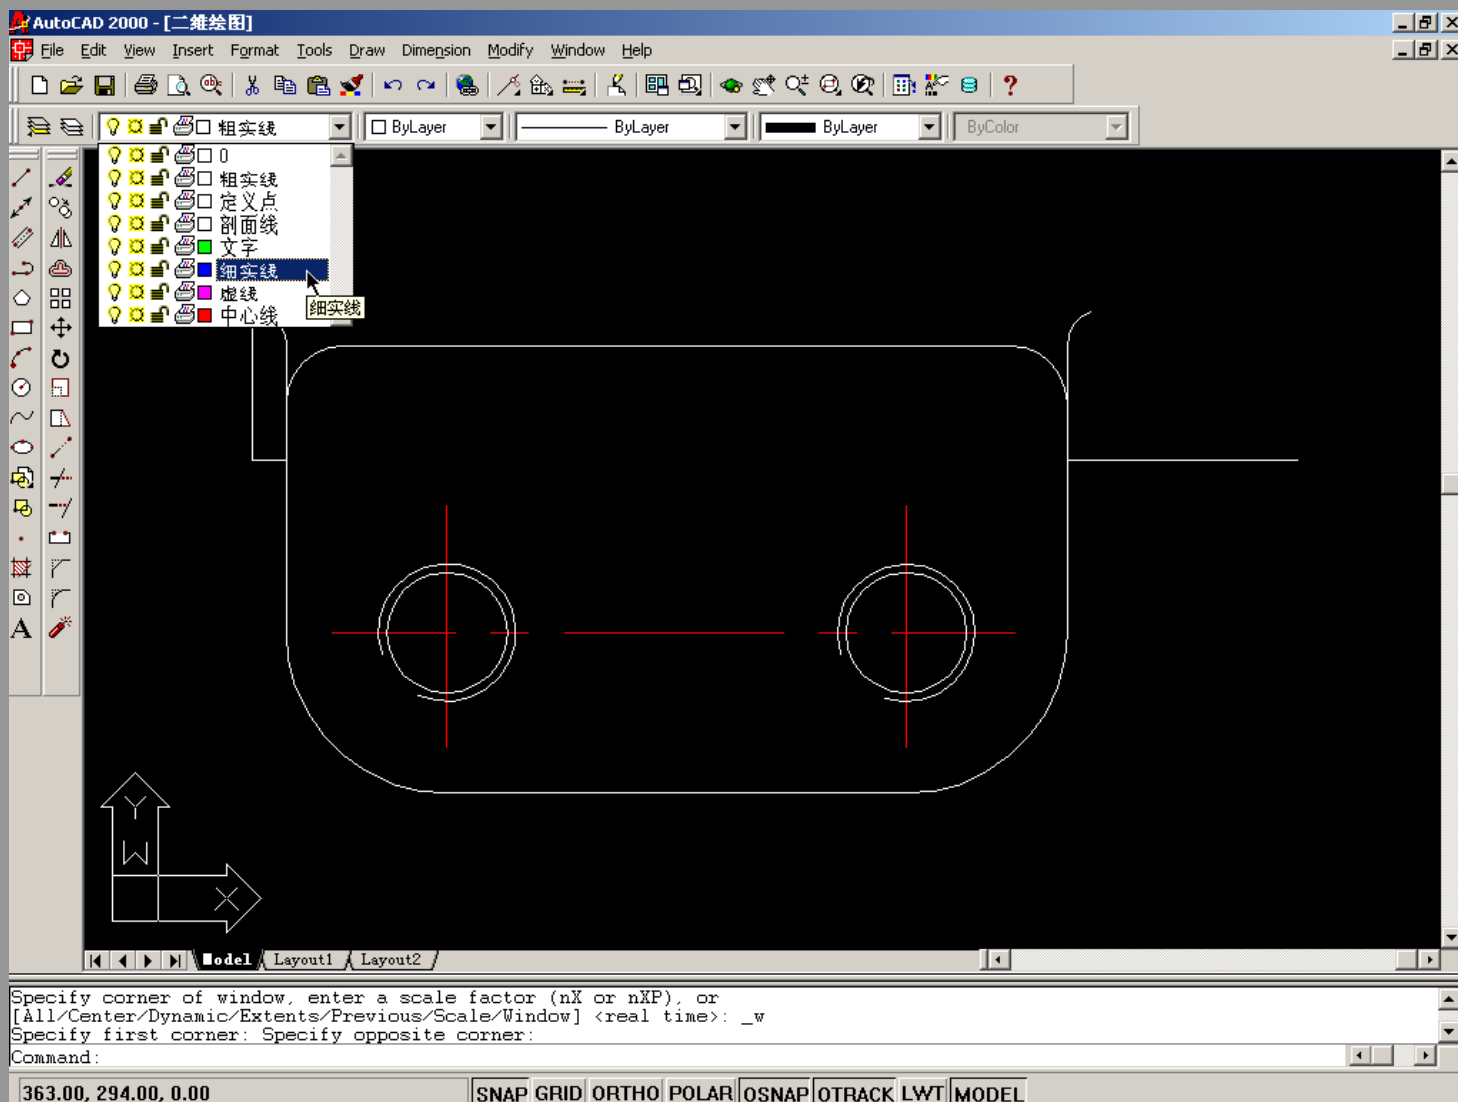 AutoCAD 2000 - [二维绘图]
File Edit View Insert Format Tools Draw Dimension Modify Window Help
粗实线 ByLayer ByLayer ByLayer ByColor
0
粗实线
定义点
剖面线
文字
细实线
虚线
细实线
中心线
A
Y
W
X
Model Layout1 Layout2
Specify corner of window, enter a scale factor (nX or nXP), or
[All/Center/Dynamic/Extents/Previous/Scale/Window] <real time>: _w
Specify first corner: Specify opposite corner:
Command:
363.00, 294.00, 0.00 SNAP GRID ORTHO POLAR OSNAP OTRACK LWT MODEL